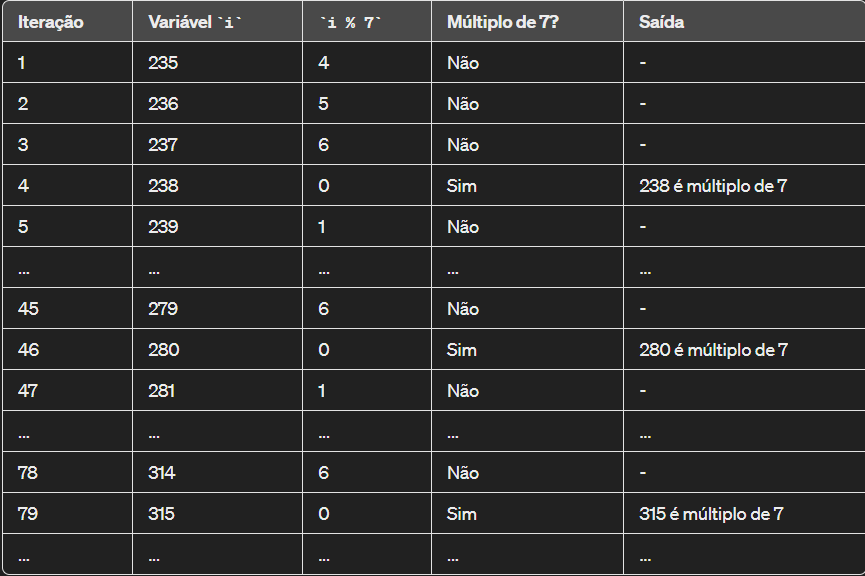 Iteração Variável `i` `i % 7` Múltiplo de 7? Saída
1 235 4 Não -
2 236 5 Não -
3 237 6 Não -
4 238 0 Sim 238 é múltiplo de 7
5 239 1 Não -
... ... ... ... ...
45 279 6 Não -
46 280 0 Sim 280 é múltiplo de 7
47 281 1 Não -
... ... ... ... ...
78 314 6 Não -
79 315 0 Sim 315 é múltiplo de 7
... ... ... ... ...